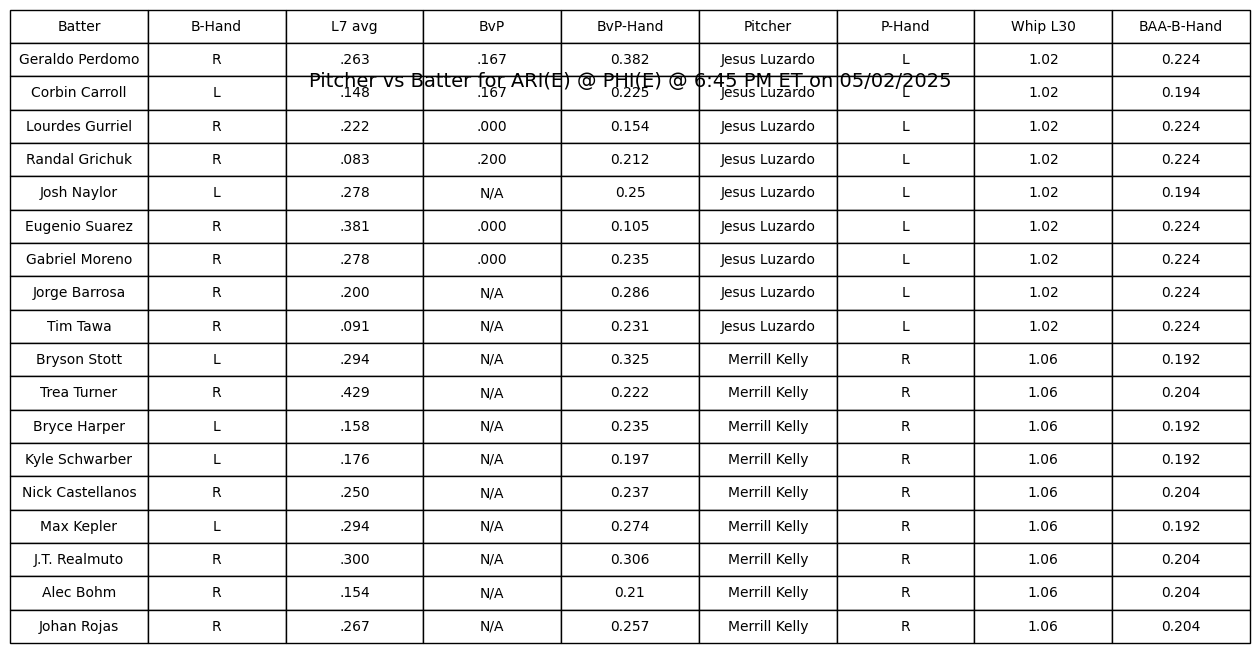 Batter B-Hand L7 avg BvP BvP-Hand Pitcher P-Hand Whip L30 BAA-B-Hand
Geraldo Perdomo R .263 .167 0.382 Jesus Luzardo L 1.02 0.224
Pitcher vs Batter for ARI(E) @ PHI(E) @ 6:45 PM ET on 05/02/2025
Corbin Carroll L .148 .167 0.225 Jesus Luzardo L 1.02 0.194
Lourdes Gurriel R .222 .000 0.154 Jesus Luzardo L 1.02 0.224
Randal Grichuk R .083 .200 0.212 Jesus Luzardo L 1.02 0.224
Josh Naylor L .278 N/A 0.25 Jesus Luzardo L 1.02 0.194
Eugenio Suarez R .381 .000 0.105 Jesus Luzardo L 1.02 0.224
Gabriel Moreno R .278 .000 0.235 Jesus Luzardo L 1.02 0.224
Jorge Barrosa R .200 N/A 0.286 Jesus Luzardo L 1.02 0.224
Tim Tawa R .091 N/A 0.231 Jesus Luzardo L 1.02 0.224
Bryson Stott L .294 N/A 0.325 Merrill Kelly R 1.06 0.192
Trea Turner R .429 N/A 0.222 Merrill Kelly R 1.06 0.204
Bryce Harper L .158 N/A 0.235 Merrill Kelly R 1.06 0.192
Kyle Schwarber L .176 N/A 0.197 Merrill Kelly R 1.06 0.192
Nick Castellanos R .250 N/A 0.237 Merrill Kelly R 1.06 0.204
Max Kepler L .294 N/A 0.274 Merrill Kelly R 1.06 0.192
J.T. Realmuto R .300 N/A 0.306 Merrill Kelly R 1.06 0.204
Alec Bohm R .154 N/A 0.21 Merrill Kelly R 1.06 0.204
Johan Rojas R .267 N/A 0.257 Merrill Kelly R 1.06 0.204